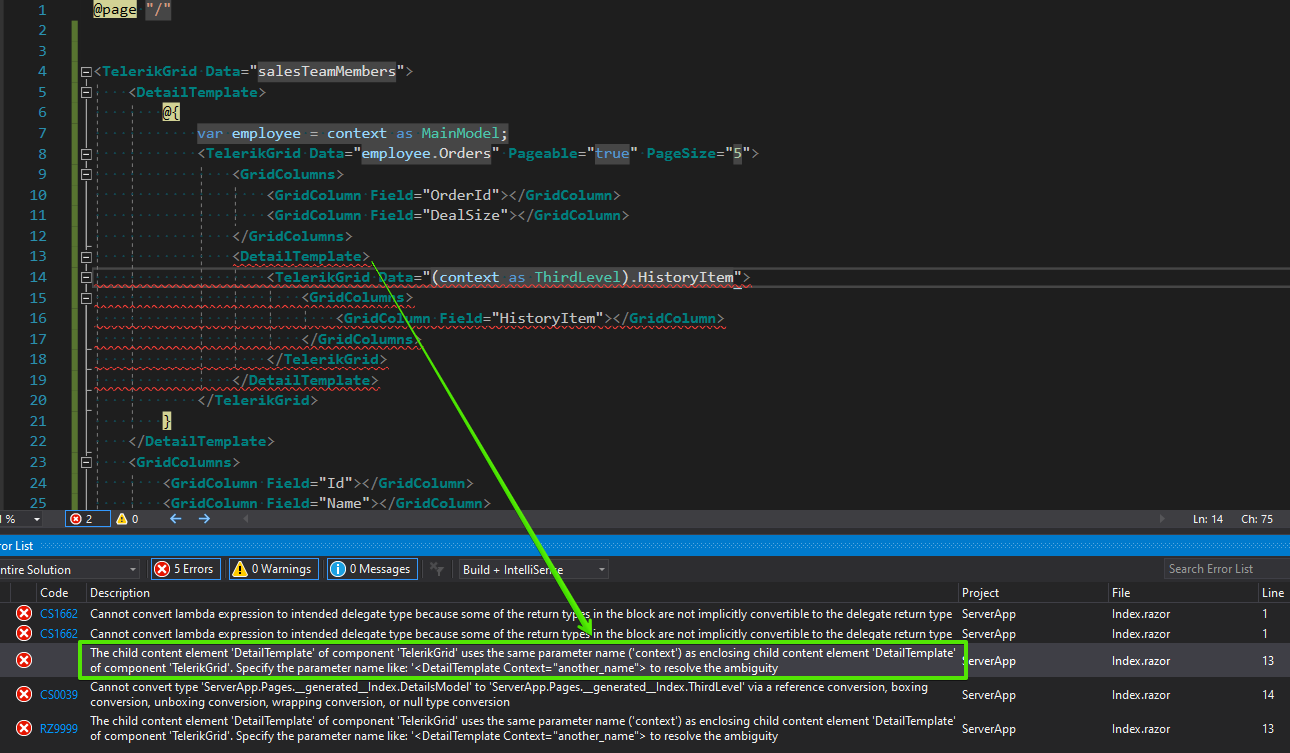 1 @page "/"
2
3
4 <TelerikGrid Data="salesTeamMembers">
5 <DetailTemplate>
6 @{
7 var employee = context as MainModel;
8 <TelerikGrid Data="employee.Orders" Pageable="true" PageSize="5">
9 <GridColumns>
10 <GridColumn Field="OrderId"></GridColumn>
11 <GridColumn Field="DealSize"></GridColumn>
12 </GridColumns>
13 <DetailTemplate>
14 <TelerikGrid Data="(context as ThirdLevel).HistoryItem">
15 <GridColumns>
16 <GridColumn Field="HistoryItem"></GridColumn>
17 </GridColumns>
18 </TelerikGrid>
19 </DetailTemplate>
20 </TelerikGrid>
21 }
22 </DetailTemplate>
23 <GridColumns>
24 <GridColumn Field="Id"></GridColumn>
25 <GridColumn Field="Name"></GridColumn>
% 2 0 Ln: 14 Ch: 75
or List
ntire Solution 5 Errors 0 Warnings 0 Messages Build + IntelliSense Search Error List
Code Description Project File Line
CS1662 Cannot convert lambda expression to intended delegate type because some of the return types in the block are not implicitly convertible to the delegate return type ServerApp Index.razor 1
CS1662 Cannot convert lambda expression to intended delegate type because some of the return types in the block are not implicitly convertible to the delegate return type ServerApp Index.razor 1
The child content element 'DetailTemplate' of component 'TelerikGrid' uses the same parameter name ('context') as enclosing child content element 'DetailTemplate'
of component 'TelerikGrid'. Specify the parameter name like: '<DetailTemplate Context="another_name"> to resolve the ambiguity ServerApp Index.razor 13
CS0039 Cannot convert type 'ServerApp.Pages.__generated__Index.DetailsModel' to 'ServerApp.Pages.__generated__Index.ThirdLevel' via a reference conversion, boxing
conversion, unboxing conversion, wrapping conversion, or null type conversion ServerApp Index.razor 14
RZ9999 The child content element 'DetailTemplate' of component 'TelerikGrid' uses the same parameter name ('context') as enclosing child content element 'DetailTemplate'
of component 'TelerikGrid'. Specify the parameter name like: '<DetailTemplate Context="another_name"> to resolve the ambiguity ServerApp Index.razor 13